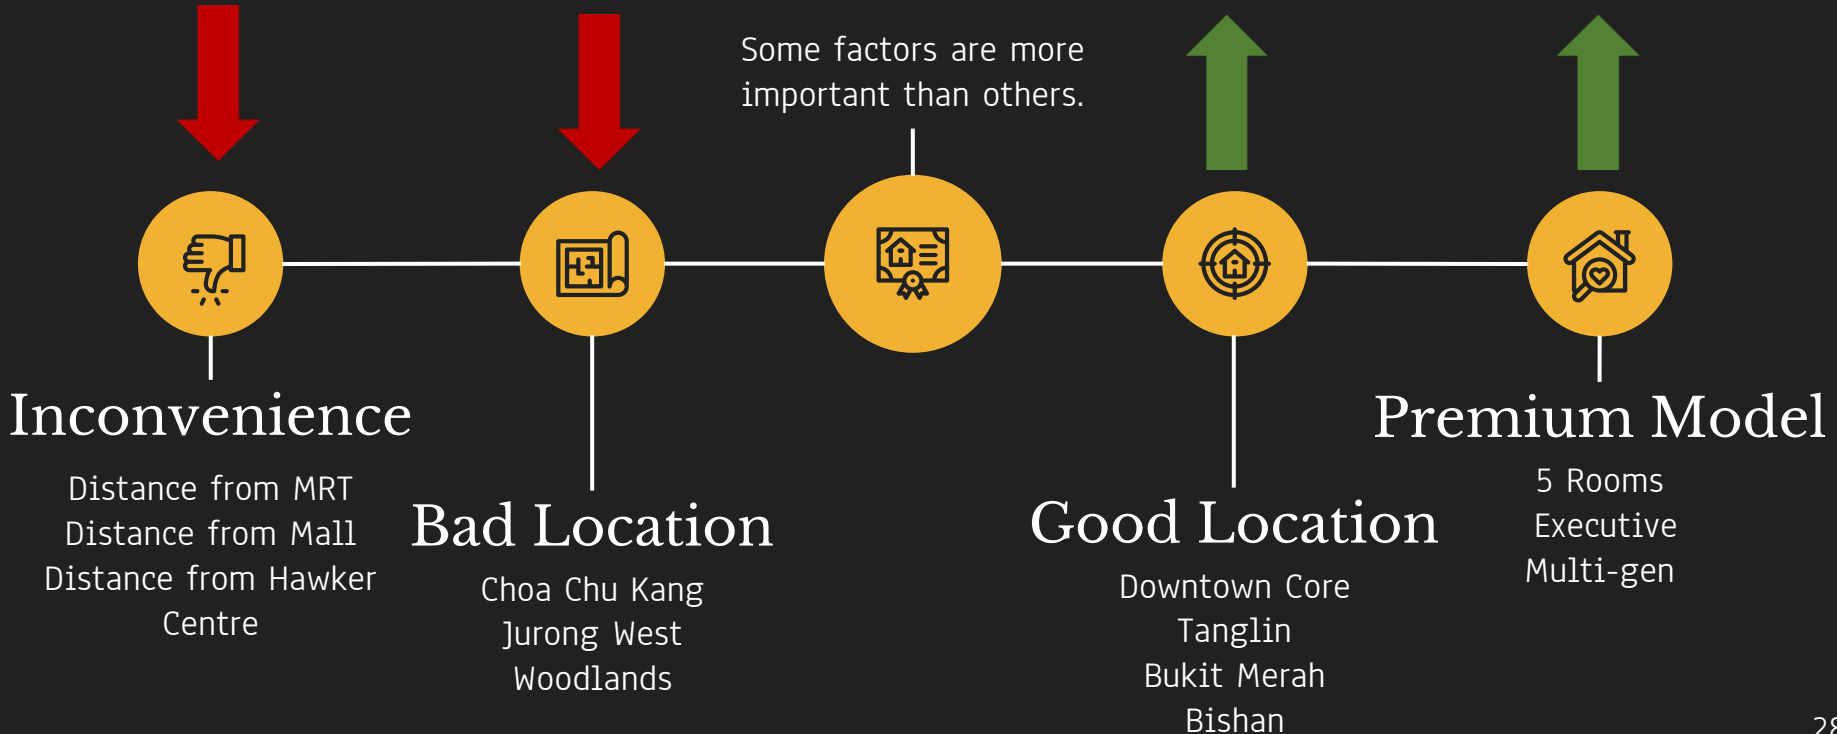 Some factors are more
important than others.
Inconvenience
Distance from MRT
Distance from Mall
Distance from Hawker
Centre
Bad Location
Choa Chu Kang
Jurong West
Woodlands
Good Location
Downtown Core
Tanglin
Bukit Merah
Bishan
Premium Model
5 Rooms
Executive
Multi-gen
28